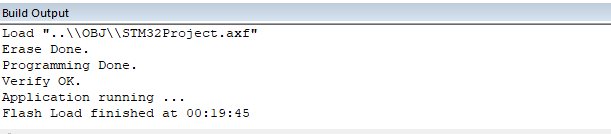 Build Output
Load "..\\OBJ\\STM32Project.axf"
Erase Done.
Programming Done.
Verify OK.
Application running ...
Flash Load finished at 00:19:45